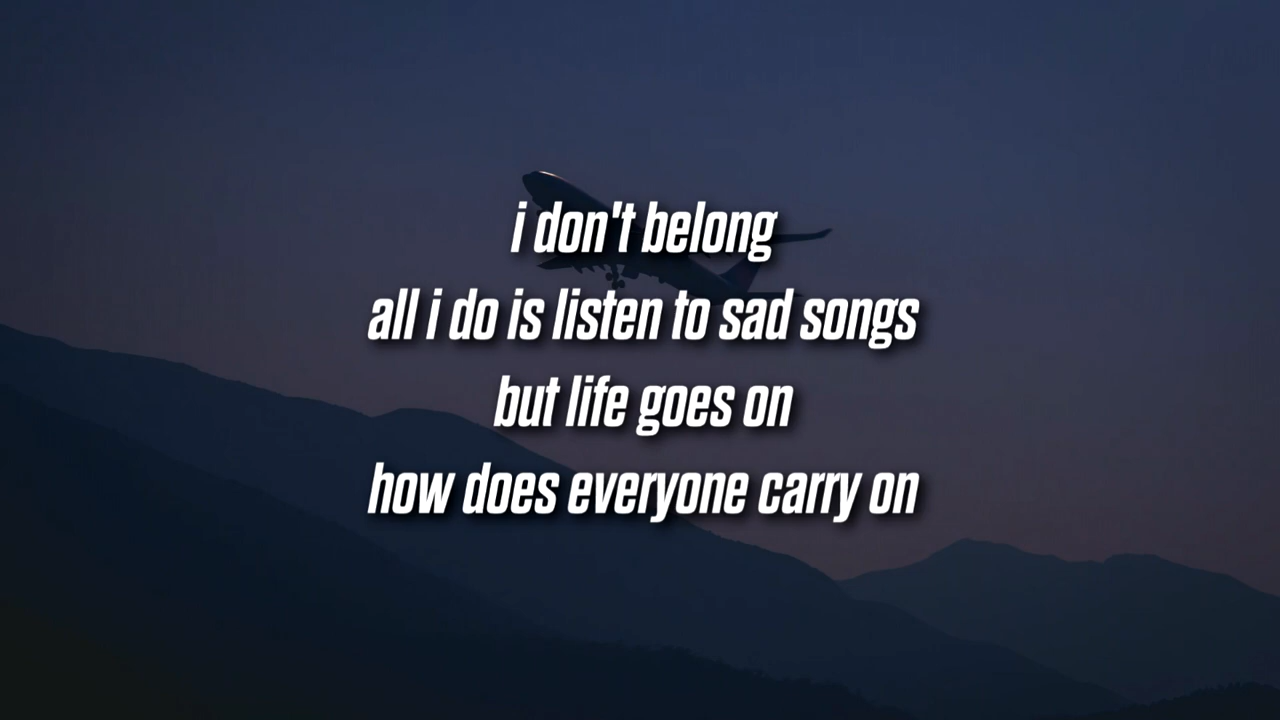 i don't belong
all i do is listen to sad songs
but life goes on
how does everyone carry on